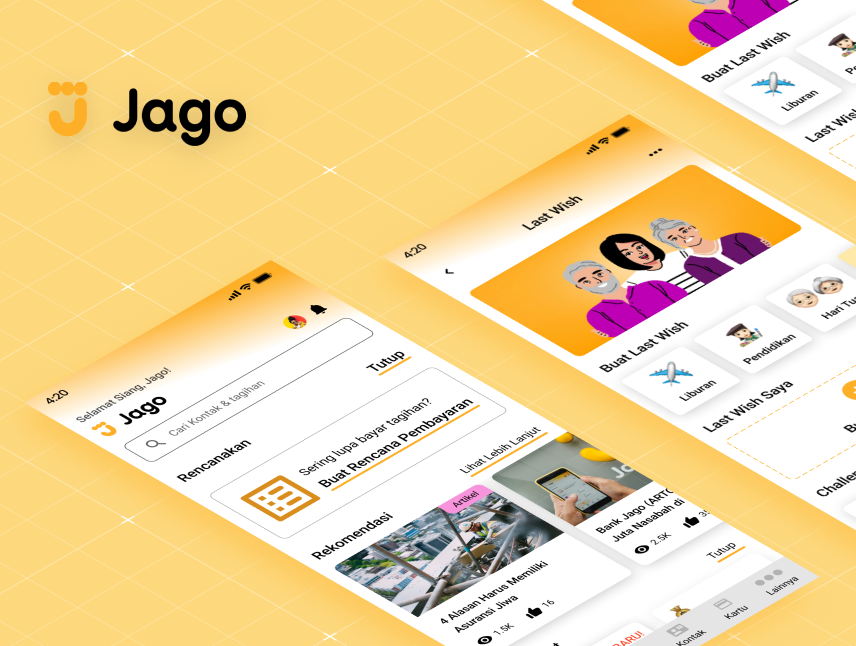 Jago
4:20
Selamat Siang, Jago!
Jago
Cari Kontak & tagihan
Rencanakan
Tutup
Sering lupa bayar tagihan?
Buat Rencana Pembayaran
Rekomendasi
Lihat Lebih Lanjut
Artikel
4 Alasan Harus Memiliki
Asuransi Jiwa
1.5K
16
Bank Jago (ARTO
Juta Nasabah di
2.5K
Tutup
BARU!
Kontak
Kartu
Lainnya
4:20
Last Wish
Buat Last Wish
Liburan
Pendidikan
Hari Tu
Last Wish Saya
Challe
Buat Last Wish
Liburan
Last Wish